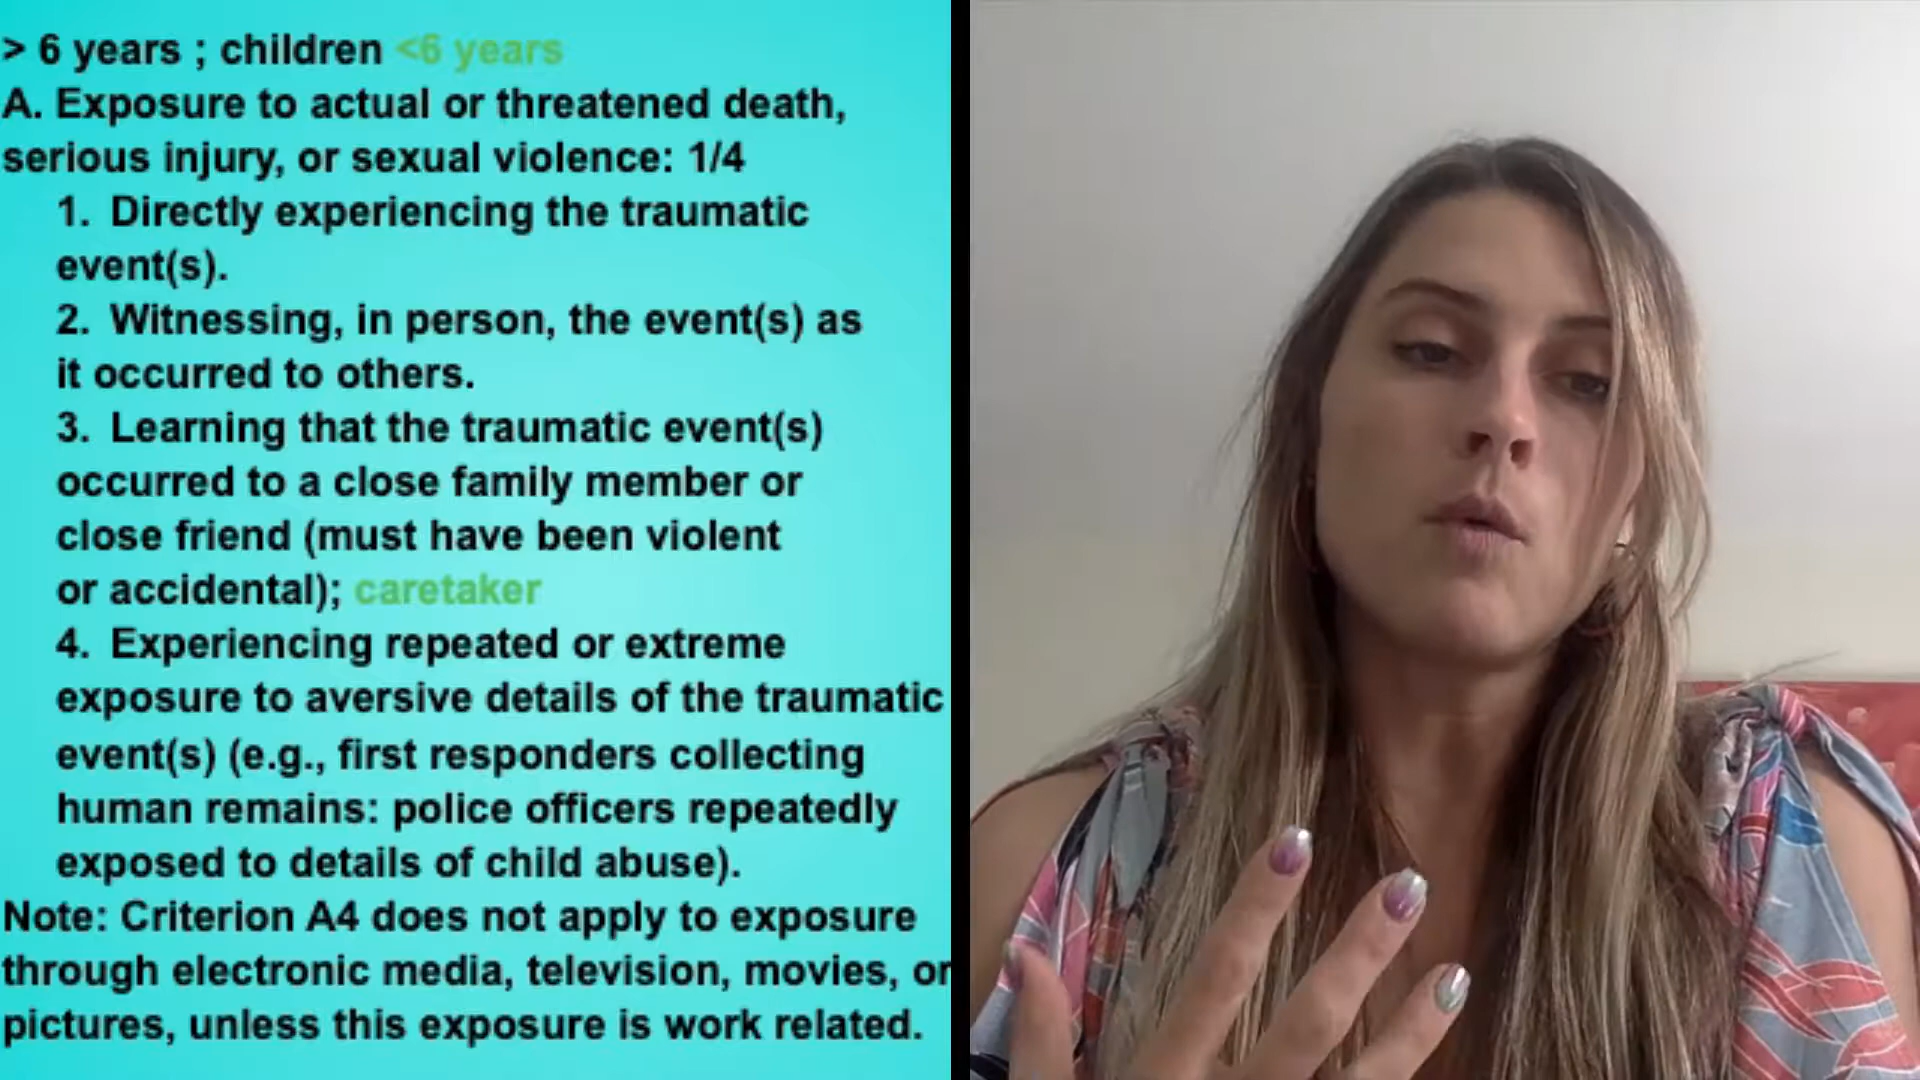 > 6 years ; children <6 years
A. Exposure to actual or threatened death,
serious injury, or sexual violence: 1/4
1. Directly experiencing the traumatic
event(s).
2. Witnessing, in person, the event(s) as
it occurred to others.
3. Learning that the traumatic event(s)
occurred to a close family member or
close friend (must have been violent
or accidental); caretaker
4. Experiencing repeated or extreme
exposure to aversive details of the traumatic
event(s) (e.g., first responders collecting
human remains: police officers repeatedly
exposed to details of child abuse).
Note: Criterion A4 does not apply to exposure
through electronic media, television, movies, or
pictures, unless this exposure is work related.